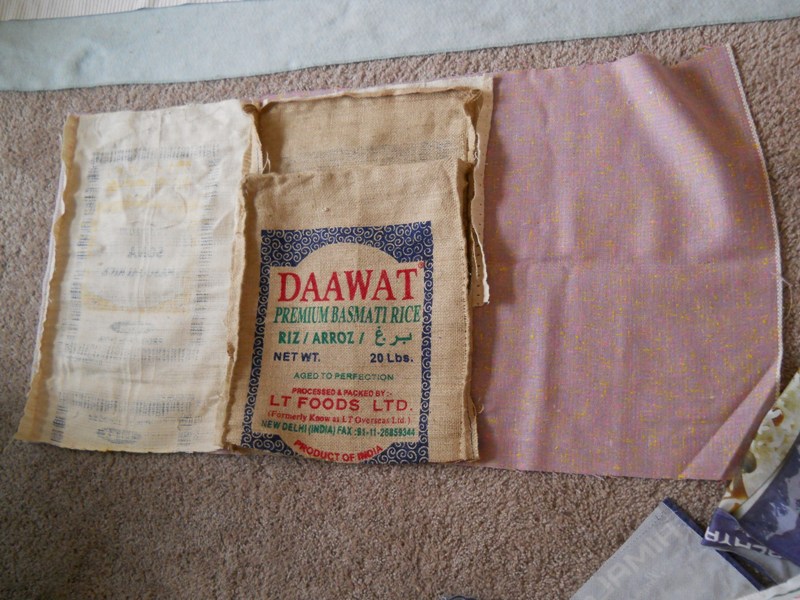 DAAWAT®
PREMIUM BASMATI RICE
RIZ / ARROZ /
NET WT. 20 Lbs.
AGED TO PERFECTION
PROCESSED & PACKED BY :-
LT FOODS LTD.
(Formerly Know as LT Overseas Ltd.)
NEW DELHI (INDIA) FAX :91-11-26859344
PRODUCT OF INDIA